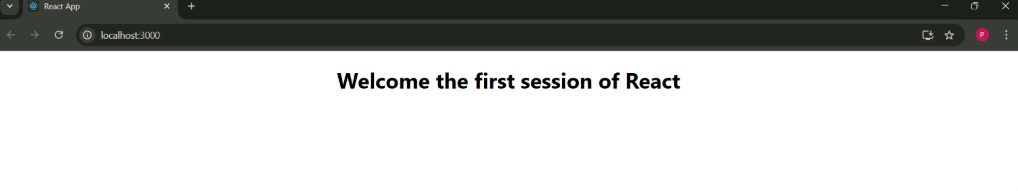 React App
localhost:3000
P
Welcome the first session of React